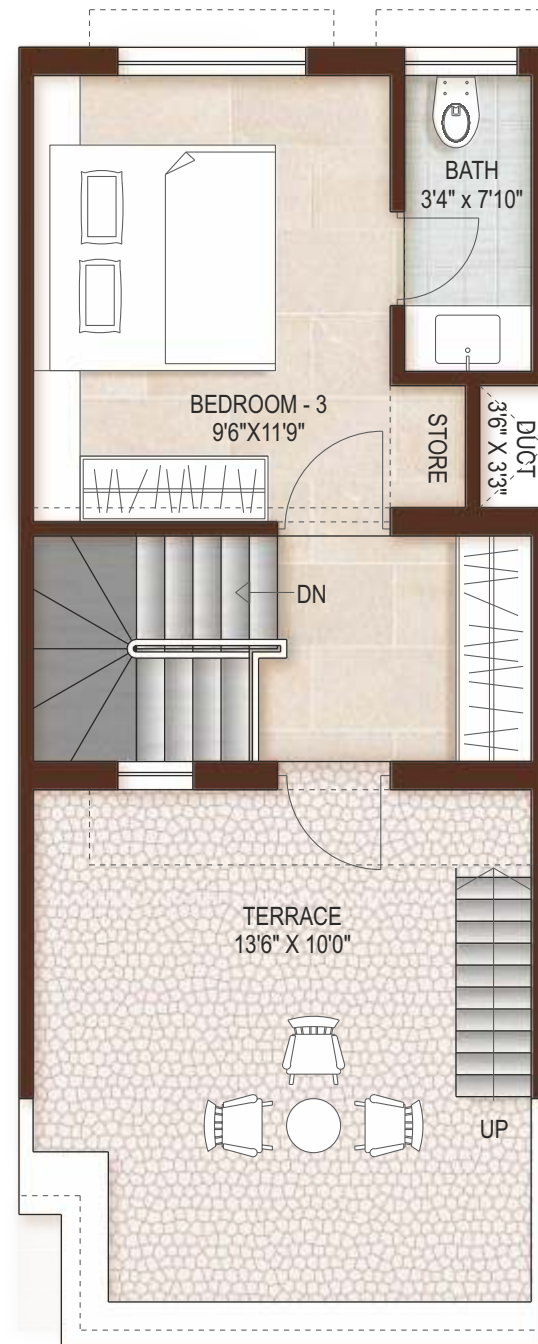 BATH
3'4" x 7'10"
BEDROOM - 3
9'6"X11'9"
STORE
DUCT
3'6" X 3'3"
DN
TERRACE
13'6" X 10'0"
UP